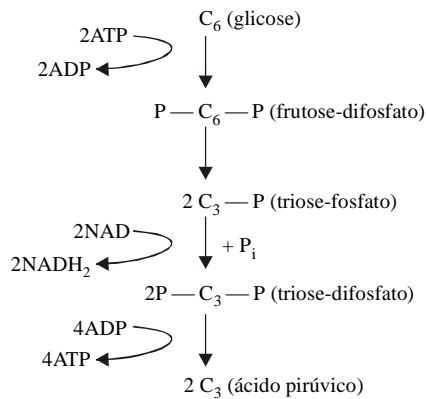 C₆ (glicose)
2ATP
2ADP
P — C₆ — P (frutose-difosfato)
2 C₃ — P (triose-fosfato)
2NAD
+ Pᵢ
2NADH₂
2P — C₃ — P (triose-difosfato)
4ADP
4ATP
2 C₃ (ácido pirúvico)